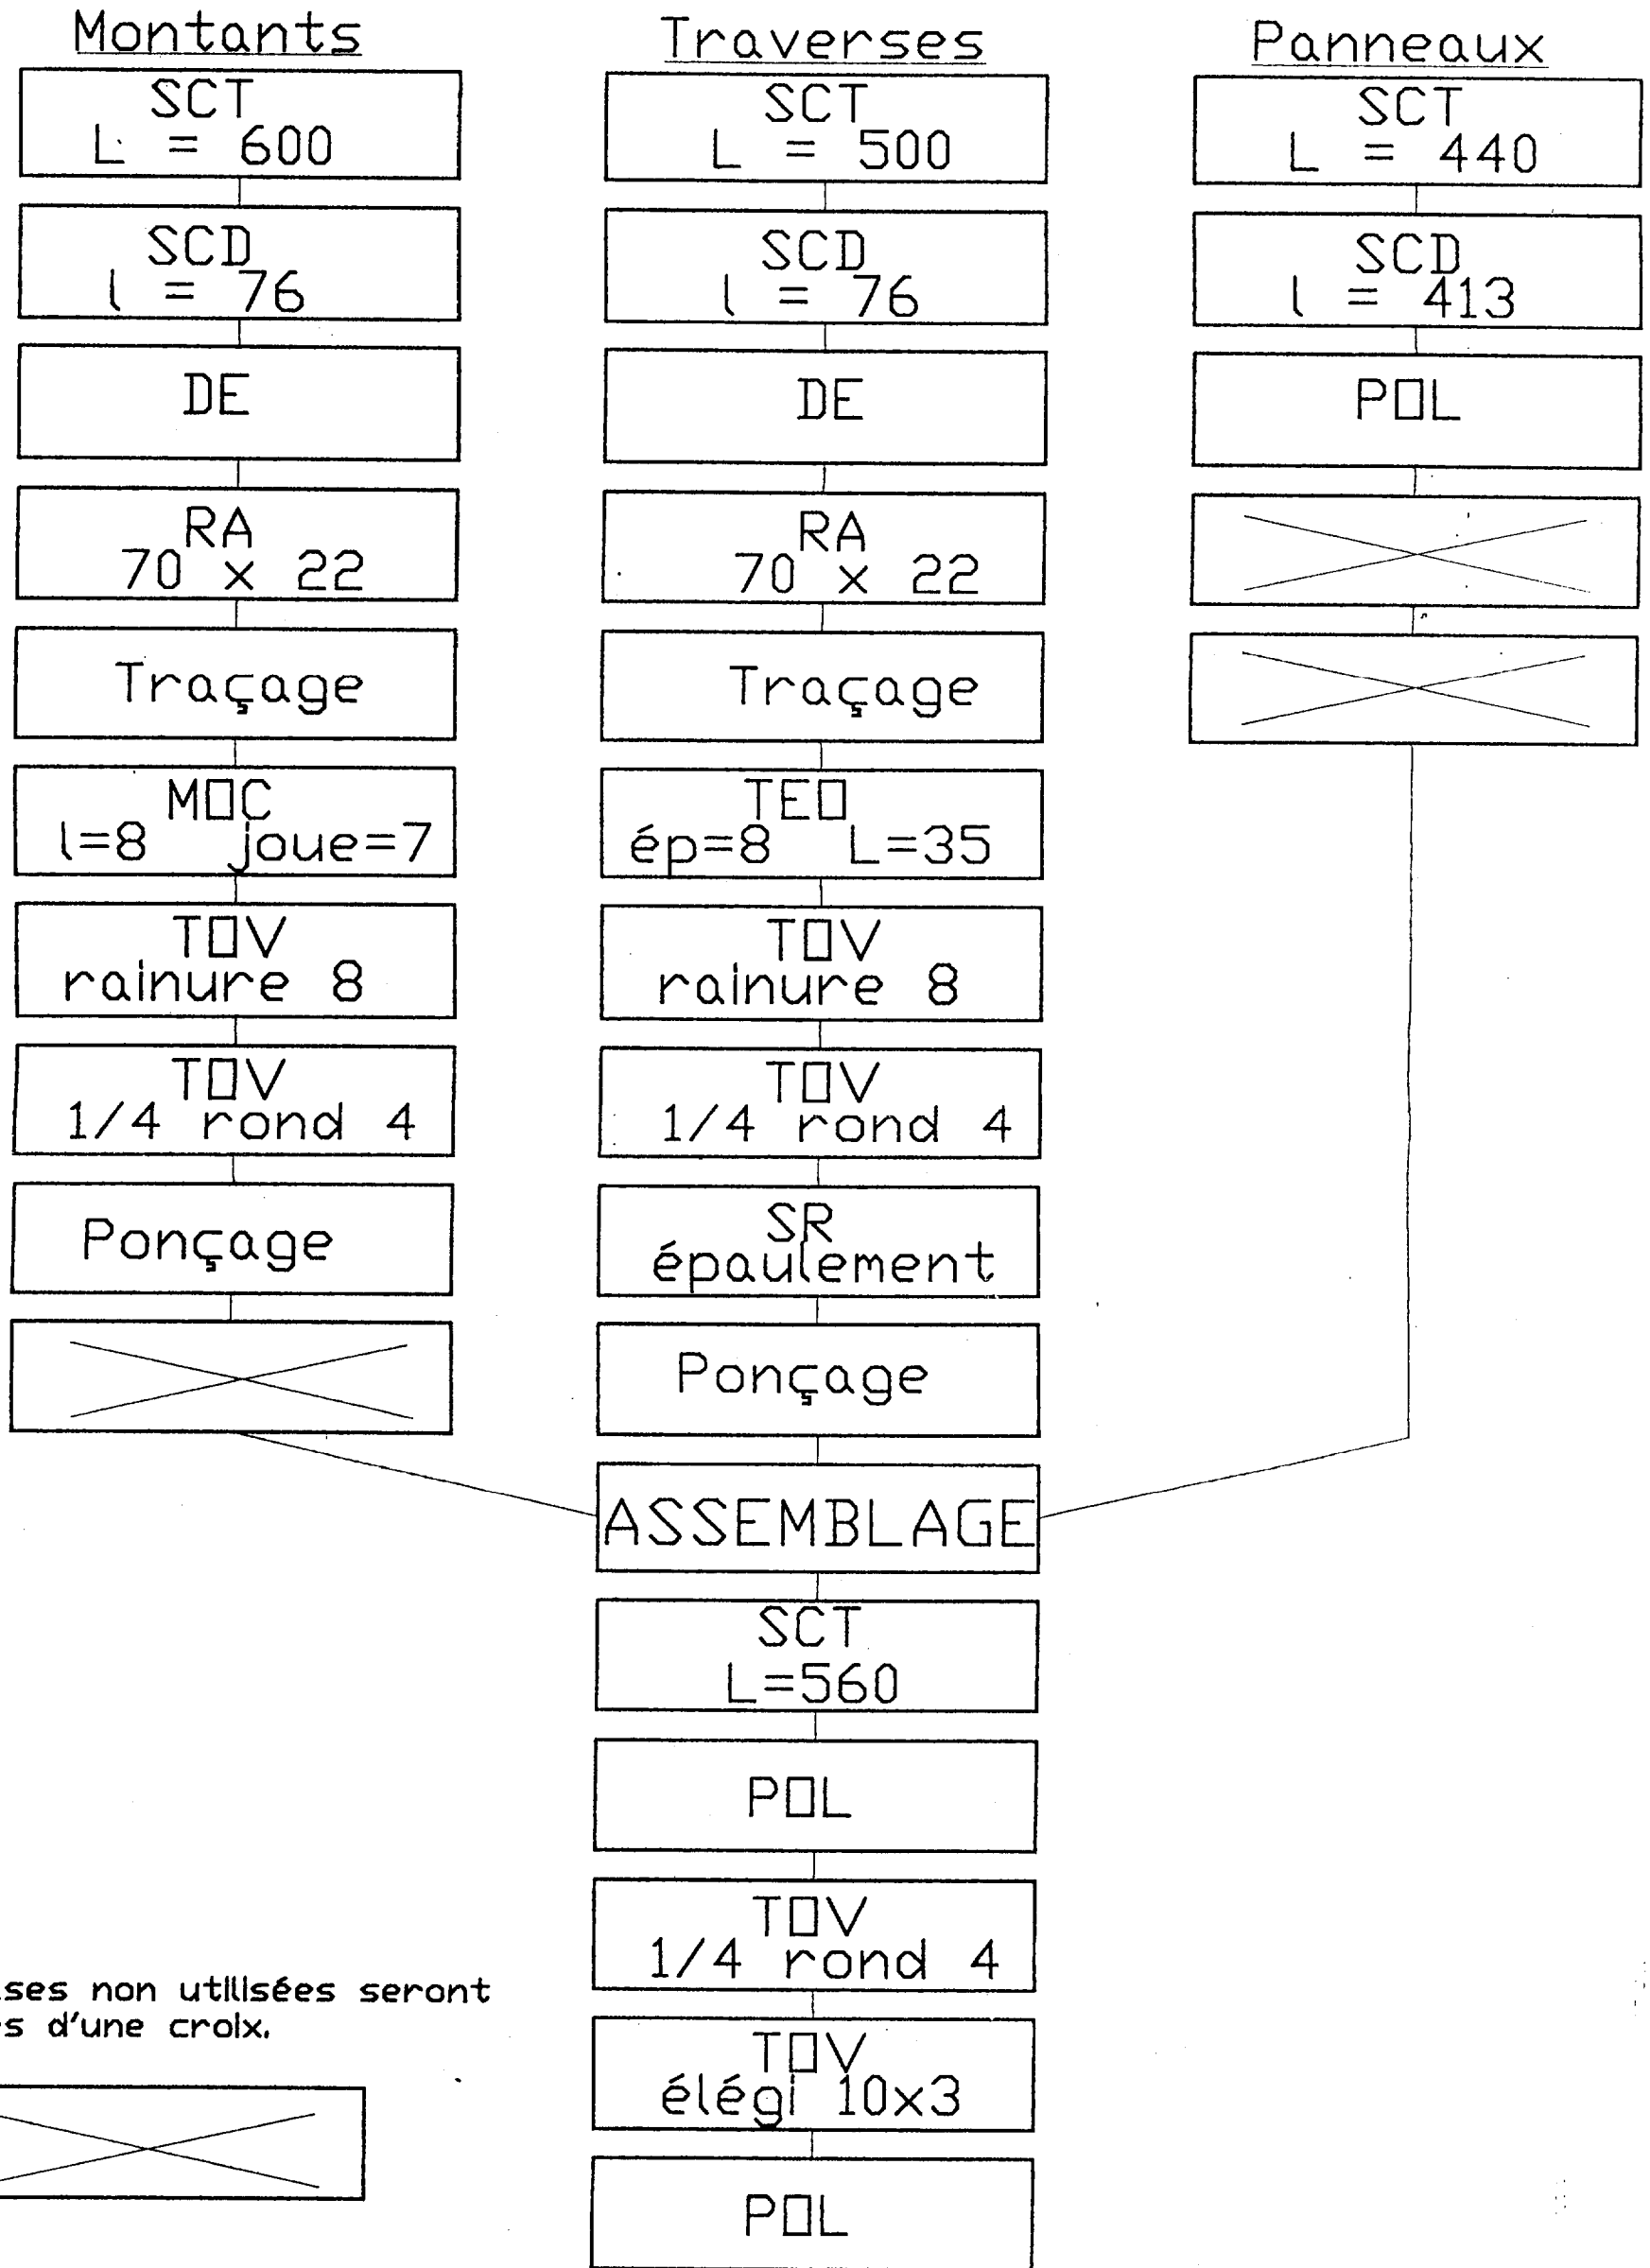 Montants
SCT
L = 600
SCD
l = 76
DE
RA
70 x 22
Traçage
MOC
l=8 joue=7
TOV
rainure 8
TOV
1/4 rond 4
Ponçage
Traverses
SCT
L = 500
SCD
l = 76
DE
RA
70 x 22
Traçage
TEO
ép=8 L=35
TOV
rainure 8
TOV
1/4 rond 4
SR
épaulement
Ponçage
Panneaux
SCT
L = 440
SCD
l = 413
POL
ASSEMBLAGE
SCT
L=560
POL
TOV
1/4 rond 4
TOV
élégi 10x3
POL
non utilisées seront
d'une croix.